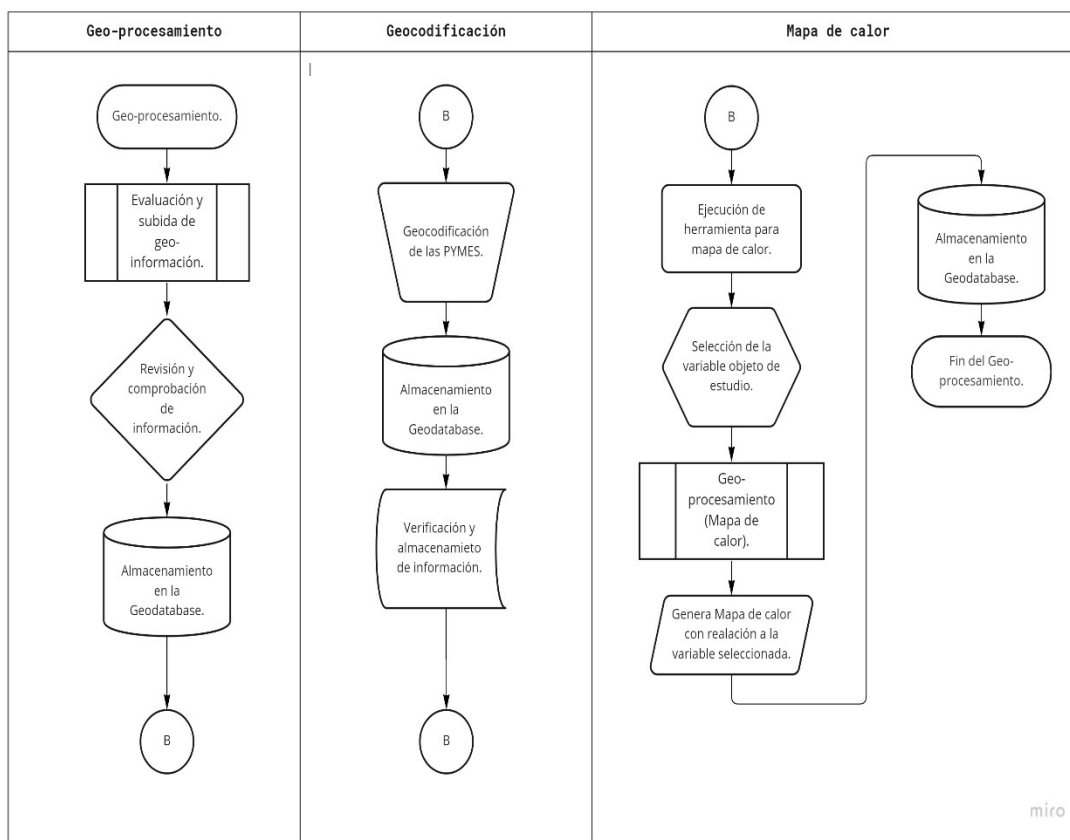 Geo-procesamiento
Geocodificación
Mapa de calor
Geo-procesamiento.
Evaluación y
subida de
geo-
información.
Revisión y
comprobación
de
información.
Almacenamiento
en la
Geodatabase.
B
B
Geocodificación
de las PYMES.
Almacenamiento
en la
Geodatabase.
Verificación y
almacenamieto
de información.
B
B
Ejecución de
herramienta para
mapa de calor.
Selección de la
variable objeto de
estudio.
Geo-
procesamiento
(Mapa de
calor).
Genera Mapa de calor
con realación a la
variable seleccionada.
Almacenamiento
en la
Geodatabase.
Fin del Geo-
procesamiento.
miro